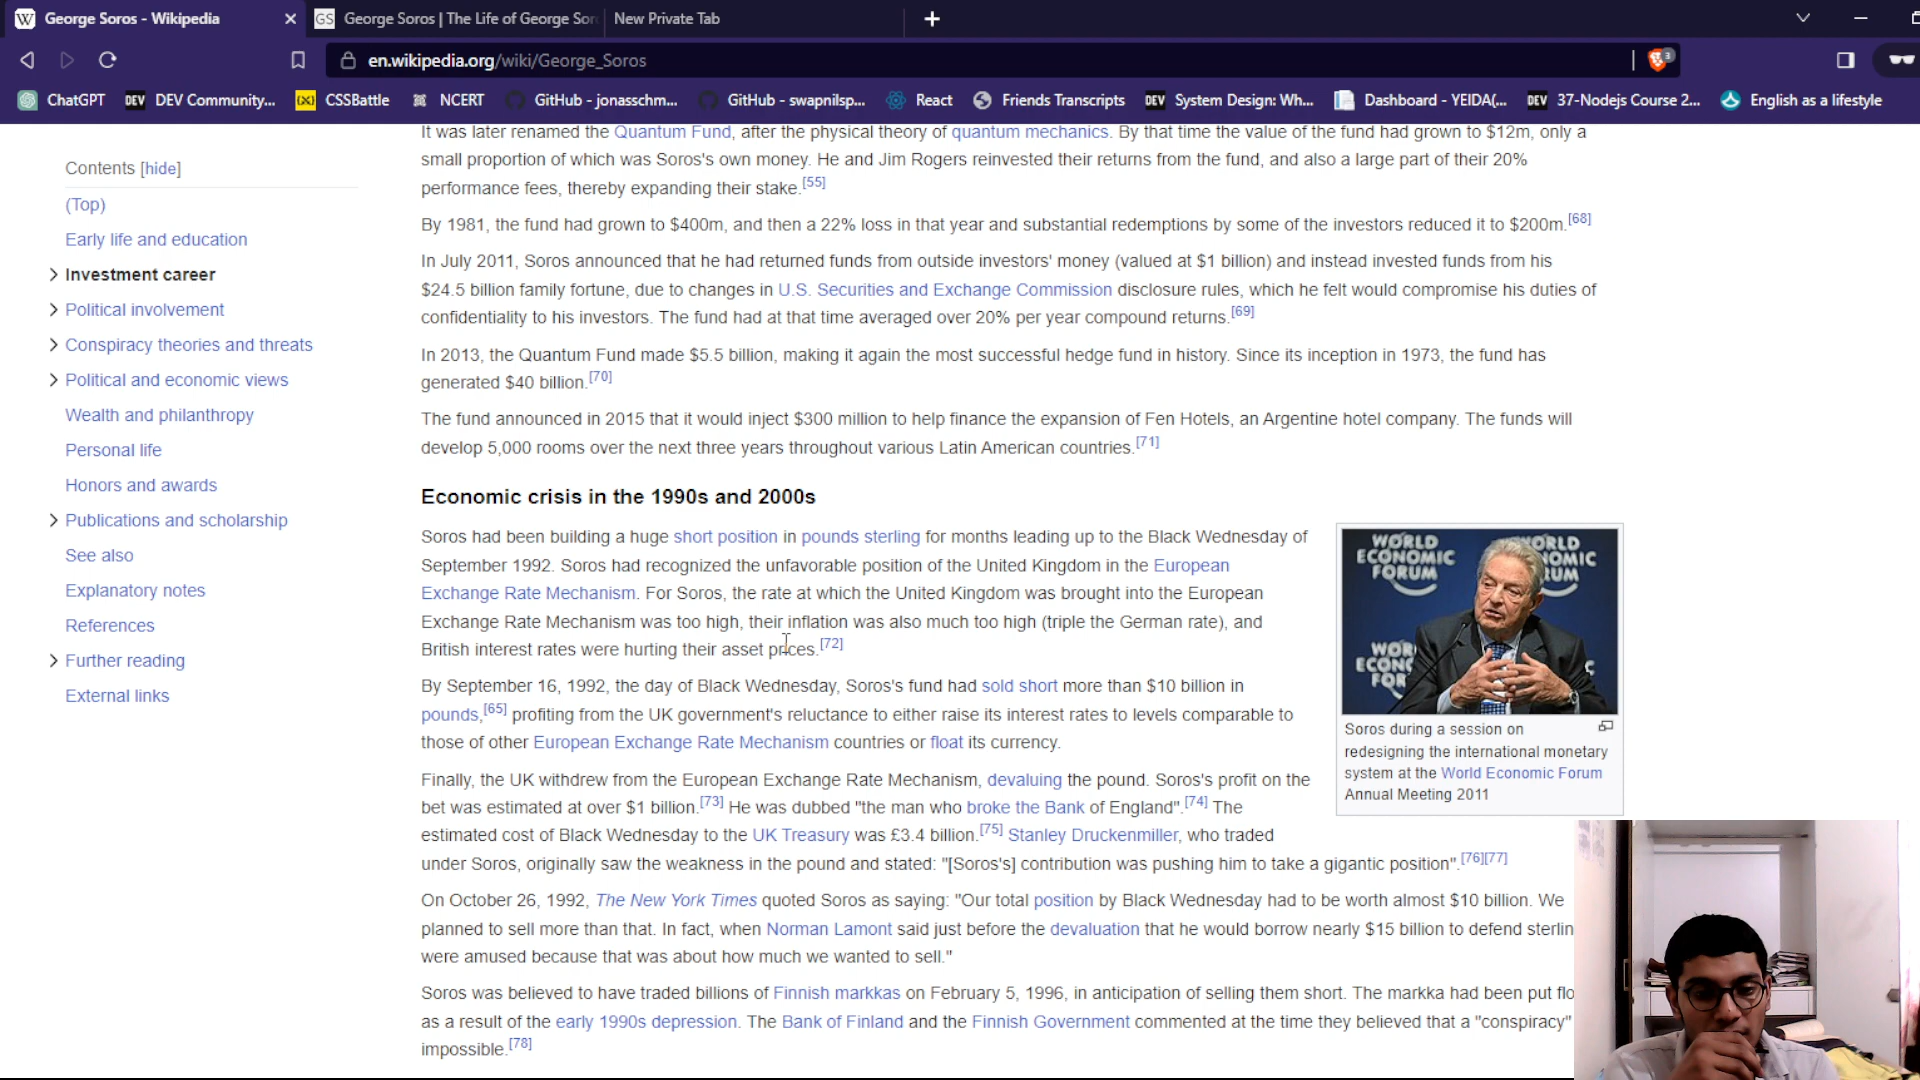 George Soros - Wikipedia
GS George Soros | The Life of George Sor
New Private Tab
en.wikipedia.org/wiki/George_Soros
3
ChatGPT
DEV DEV Community...
CSSBattle
NCERT
GitHub - jonasschm...
GitHub - swapnilsp...
React
Friends Transcripts
DEV System Design: Wh...
Dashboard - YEIDA(...
DEV 37-Nodejs Course 2...
English as a lifestyle
Contents [hide]
(Top)
Early life and education
Investment career
Political involvement
Conspiracy theories and threats
Political and economic views
Wealth and philanthropy
Personal life
Honors and awards
Publications and scholarship
See also
Explanatory notes
References
Further reading
External links
It was later renamed the Quantum Fund, after the physical theory of quantum mechanics. By that time the value of the fund had grown to $12m, only a
small proportion of which was Soros's own money. He and Jim Rogers reinvested their returns from the fund, and also a large part of their 20%
performance fees, thereby expanding their stake.[55]
By 1981, the fund had grown to $400m, and then a 22% loss in that year and substantial redemptions by some of the investors reduced it to $200m.[68]
In July 2011, Soros announced that he had returned funds from outside investors' money (valued at $1 billion) and instead invested funds from his
$24.5 billion family fortune, due to changes in U.S. Securities and Exchange Commission disclosure rules, which he felt would compromise his duties of
confidentiality to his investors. The fund had at that time averaged over 20% per year compound returns.[69]
In 2013, the Quantum Fund made $5.5 billion, making it again the most successful hedge fund in history. Since its inception in 1973, the fund has
generated $40 billion.[70]
The fund announced in 2015 that it would inject $300 million to help finance the expansion of Fen Hotels, an Argentine hotel company. The funds will
develop 5,000 rooms over the next three years throughout various Latin American countries.[71]
Economic crisis in the 1990s and 2000s
Soros had been building a huge short position in pounds sterling for months leading up to the Black Wednesday of
September 1992. Soros had recognized the unfavorable position of the United Kingdom in the European
Exchange Rate Mechanism. For Soros, the rate at which the United Kingdom was brought into the European
Exchange Rate Mechanism was too high, their inflation was also much too high (triple the German rate), and
British interest rates were hurting their asset prices.[72]
By September 16, 1992, the day of Black Wednesday, Soros's fund had sold short more than $10 billion in
pounds,[65] profiting from the UK government's reluctance to either raise its interest rates to levels comparable to
those of other European Exchange Rate Mechanism countries or float its currency.
Finally, the UK withdrew from the European Exchange Rate Mechanism, devaluing the pound. Soros's profit on the
bet was estimated at over $1 billion.[73] He was dubbed "the man who broke the Bank of England".[74] The
estimated cost of Black Wednesday to the UK Treasury was £3.4 billion.[75] Stanley Druckenmiller, who traded
under Soros, originally saw the weakness in the pound and stated: "[Soros's] contribution was pushing him to take a gigantic position".[76][77]
On October 26, 1992, The New York Times quoted Soros as saying: "Our total position by Black Wednesday had to be worth almost $10 billion. We
planned to sell more than that. In fact, when Norman Lamont said just before the devaluation that he would borrow nearly $15 billion to defend sterlin
were amused because that was about how much we wanted to sell."
Soros was believed to have traded billions of Finnish markkas on February 5, 1996, in anticipation of selling them short. The markka had been put flo
as a result of the early 1990s depression. The Bank of Finland and the Finnish Government commented at the time they believed that a "conspiracy"
impossible.[78]
WORLD
ECONOMIC
FORUM
Soros during a session on
redesigning the international monetary
system at the World Economic Forum
Annual Meeting 2011